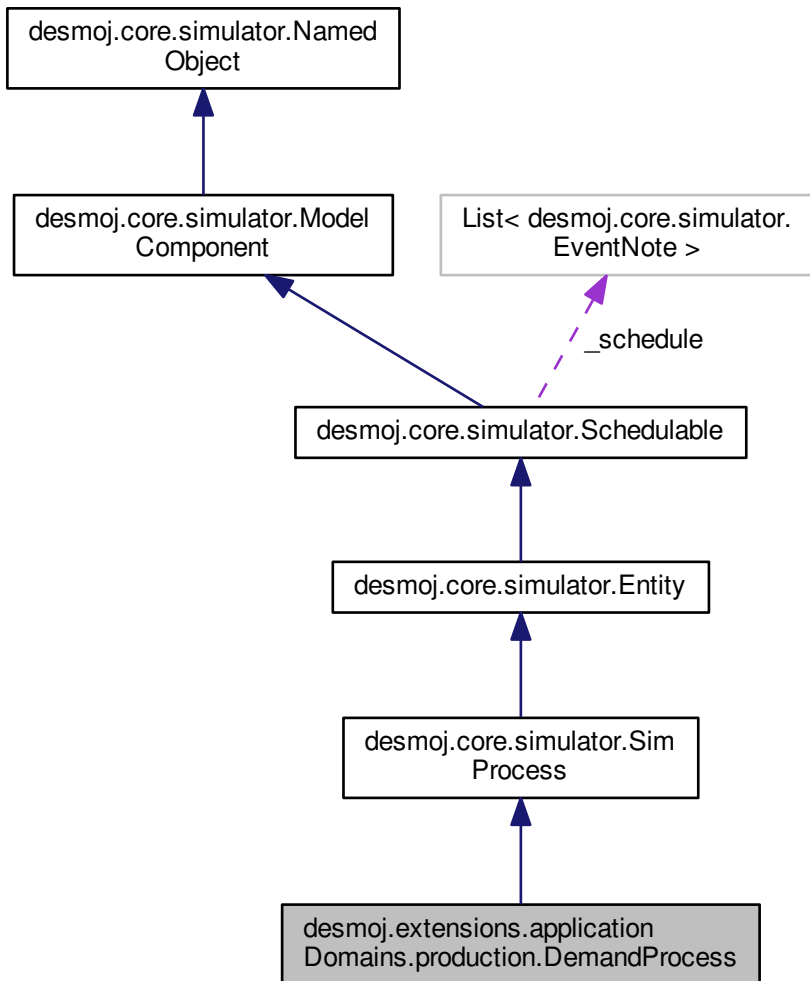 desmoj.core.simulator.Named
Object
desmoj.core.simulator.Model
Component
List< desmoj.core.simulator.
EventNote >
_schedule
desmoj.core.simulator.Schedulable
desmoj.core.simulator.Entity
desmoj.core.simulator.Sim
Process
desmoj.extensions.application
Domains.production.DemandProcess